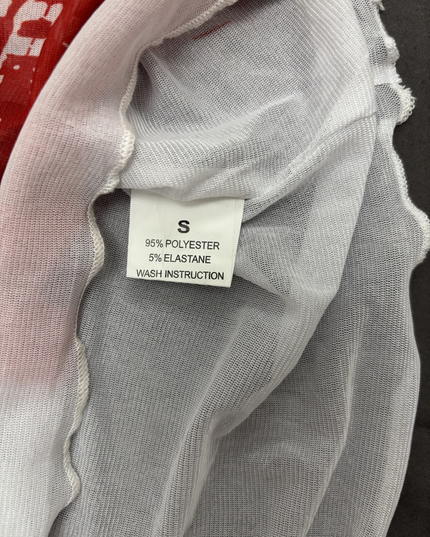 S
95% POLYESTER
5% ELASTANE
WASH INSTRUCTION